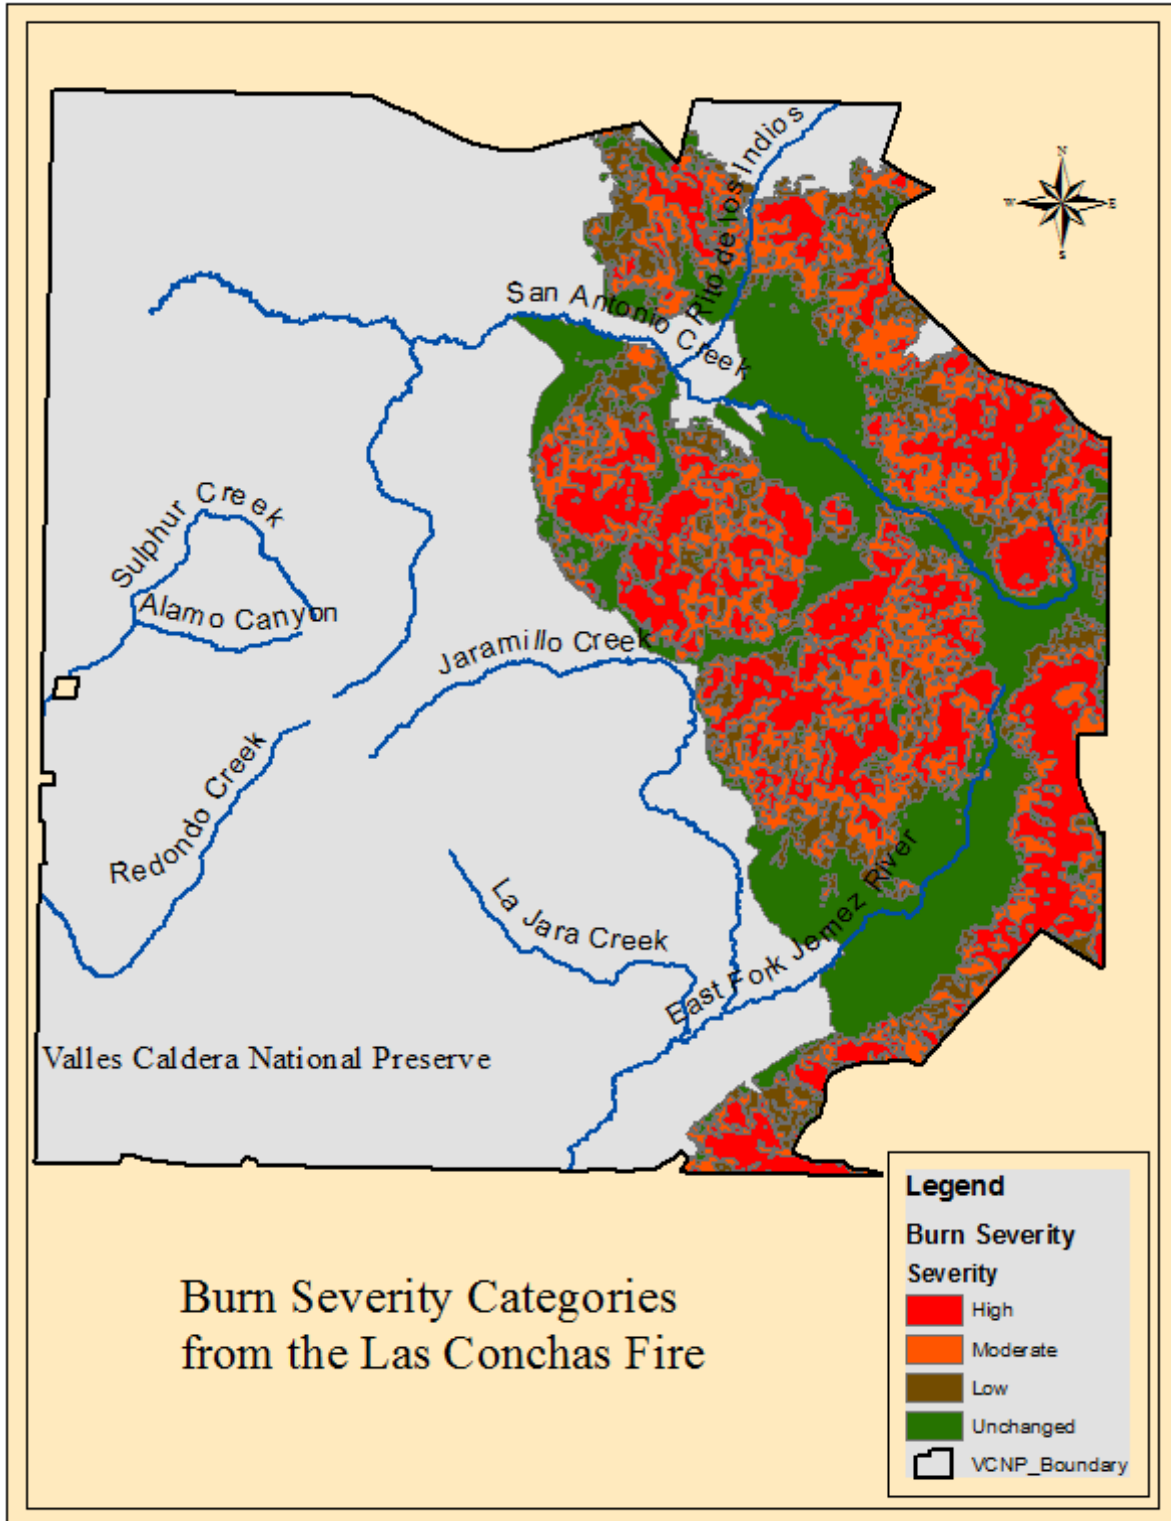 N
W
E
S
Rito de los Indios
San Antonio Creek
Sulphur Creek
Alamo Canyon
Jaramillo Creek
Redondo Creek
La Jara Creek
East Fork Jemez River
Valles Caldera National Preserve
Burn Severity Categories
from the Las Conchas Fire
Legend
Burn Severity
Severity
High
Moderate
Low
Unchanged
VCNP_Boundary